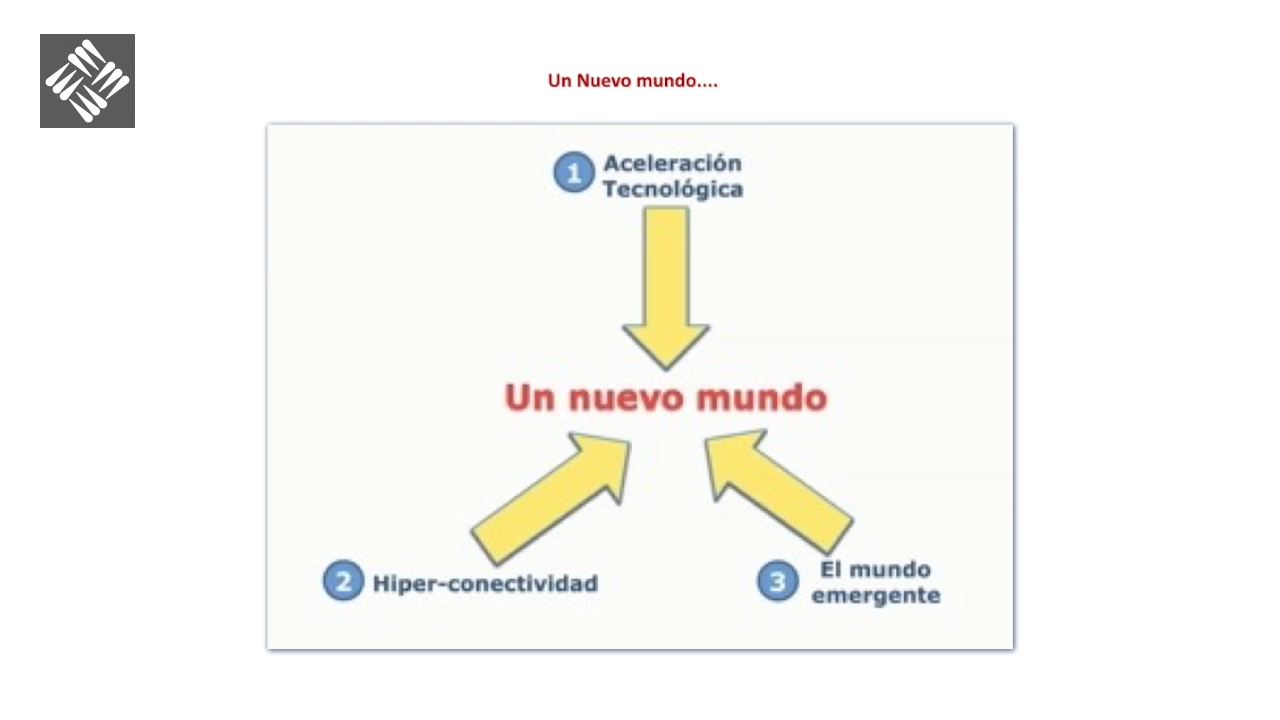 Un Nuevo mundo....
1 Aceleración
Tecnológica
Un nuevo mundo
2 Hiper-conectividad
3 El mundo
emergente